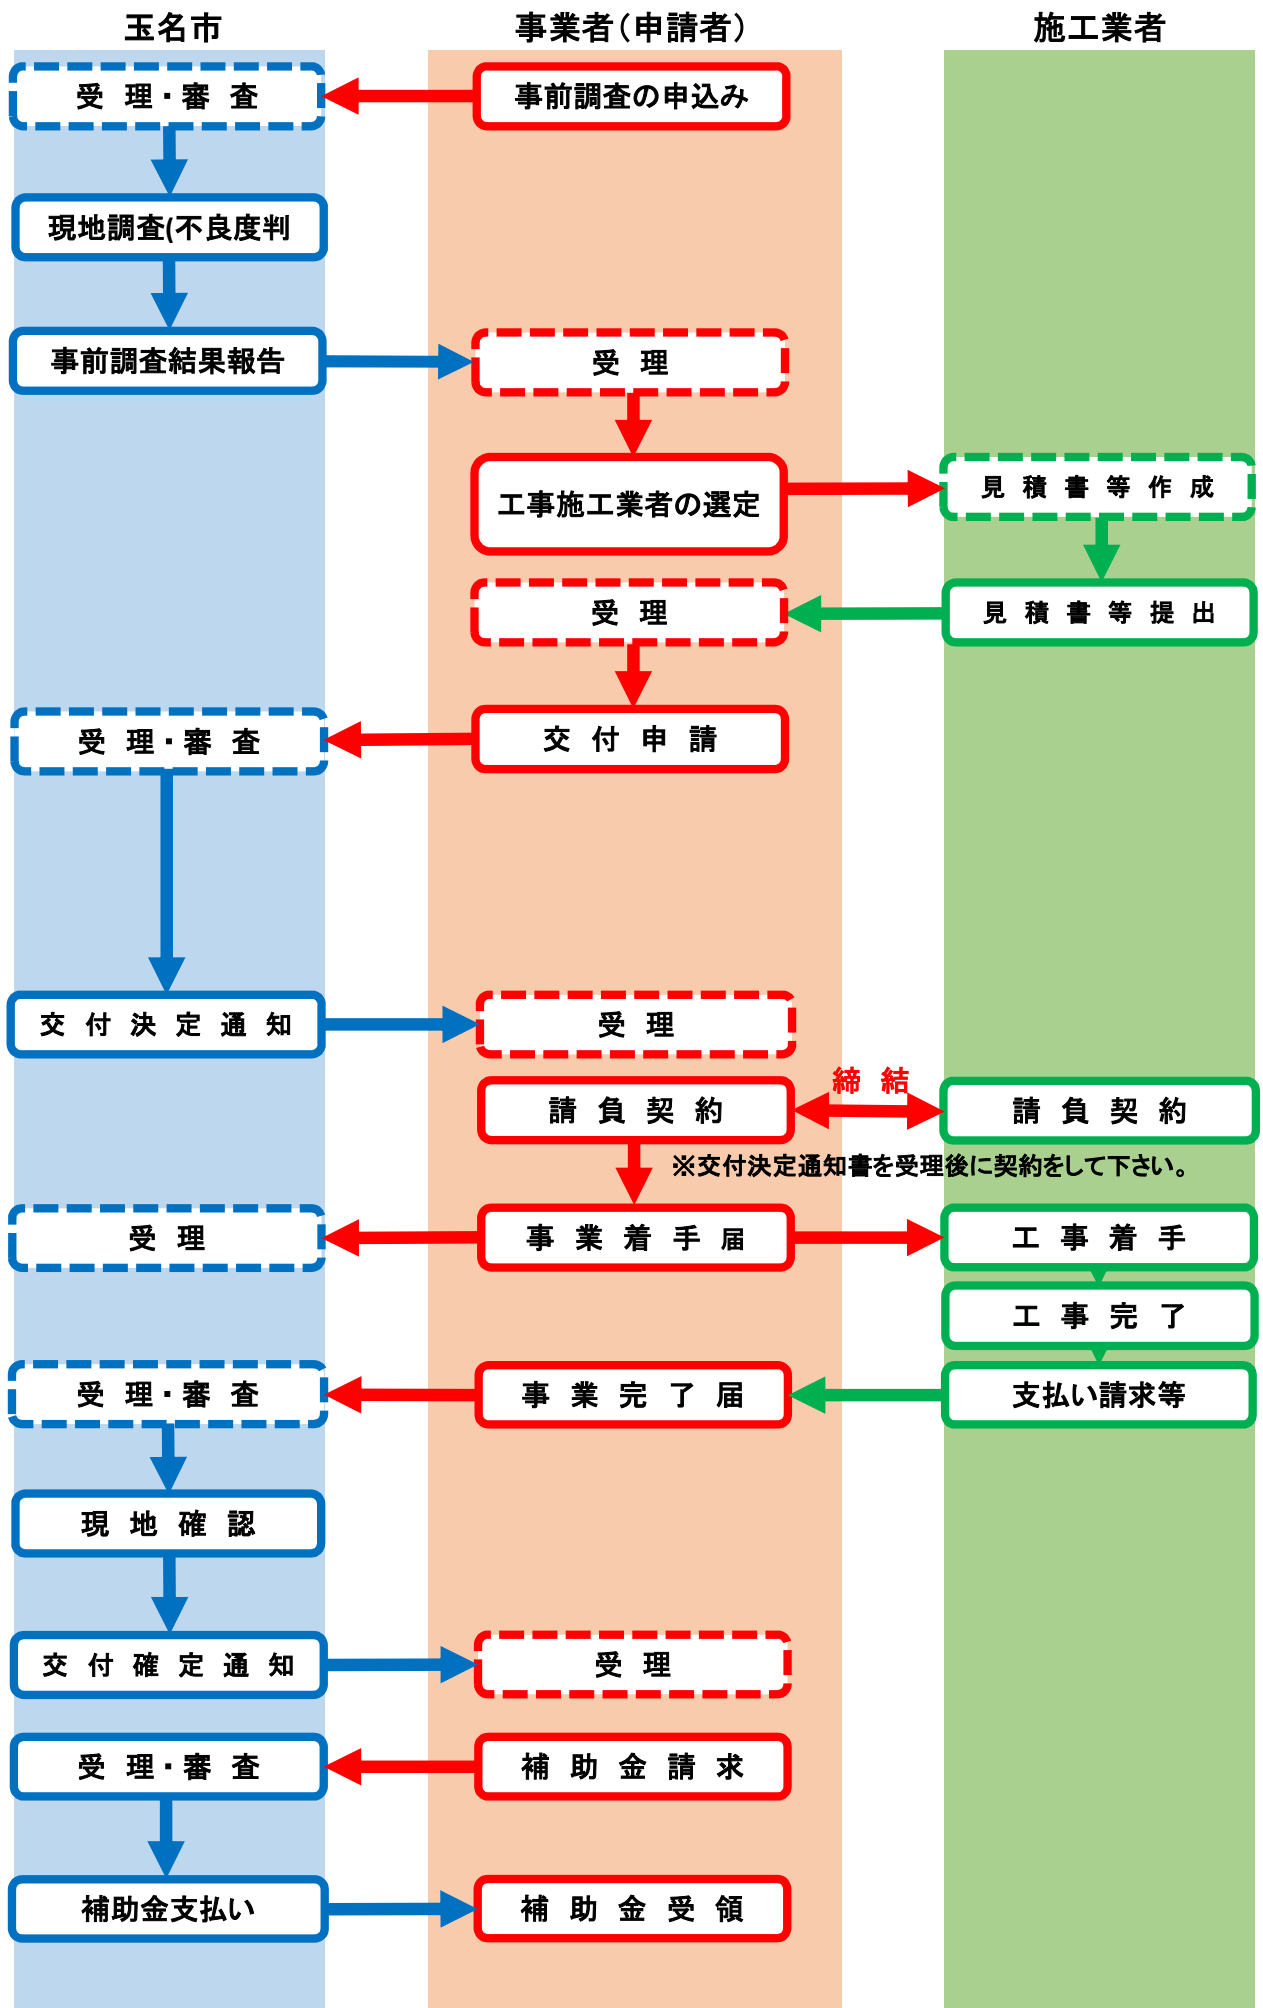 玉名市
事業者（申請者）
施工業者
受 理・審 査
事前調査の申込み
現地調査(不良度判
事前調査結果報告
受 理
工事施工業者の選定
見 積 書 等 作 成
受 理
見 積 書 等 提 出
受 理・審 査
交 付 申 請
交 付 決 定 通 知
受 理
締 結
請 負 契 約
請 負 契 約
※交付決定通知書を受理後に契約をして下さい。
受 理
事 業 着 手 届
工 事 着 手
工 事 完 了
受 理・審 査
事 業 完 了 届
支払い請求等
現 地 確 認
交 付 確 定 通 知
受 理
受 理・審 査
補 助 金 請 求
補助金支払い
補 助 金 受 領